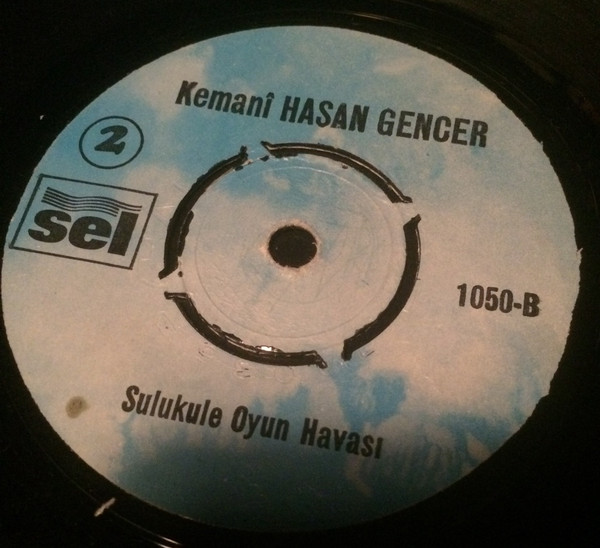 Kemanî HASAN GENCER
2
sel
1050-B
Sulukule Oyun Havası